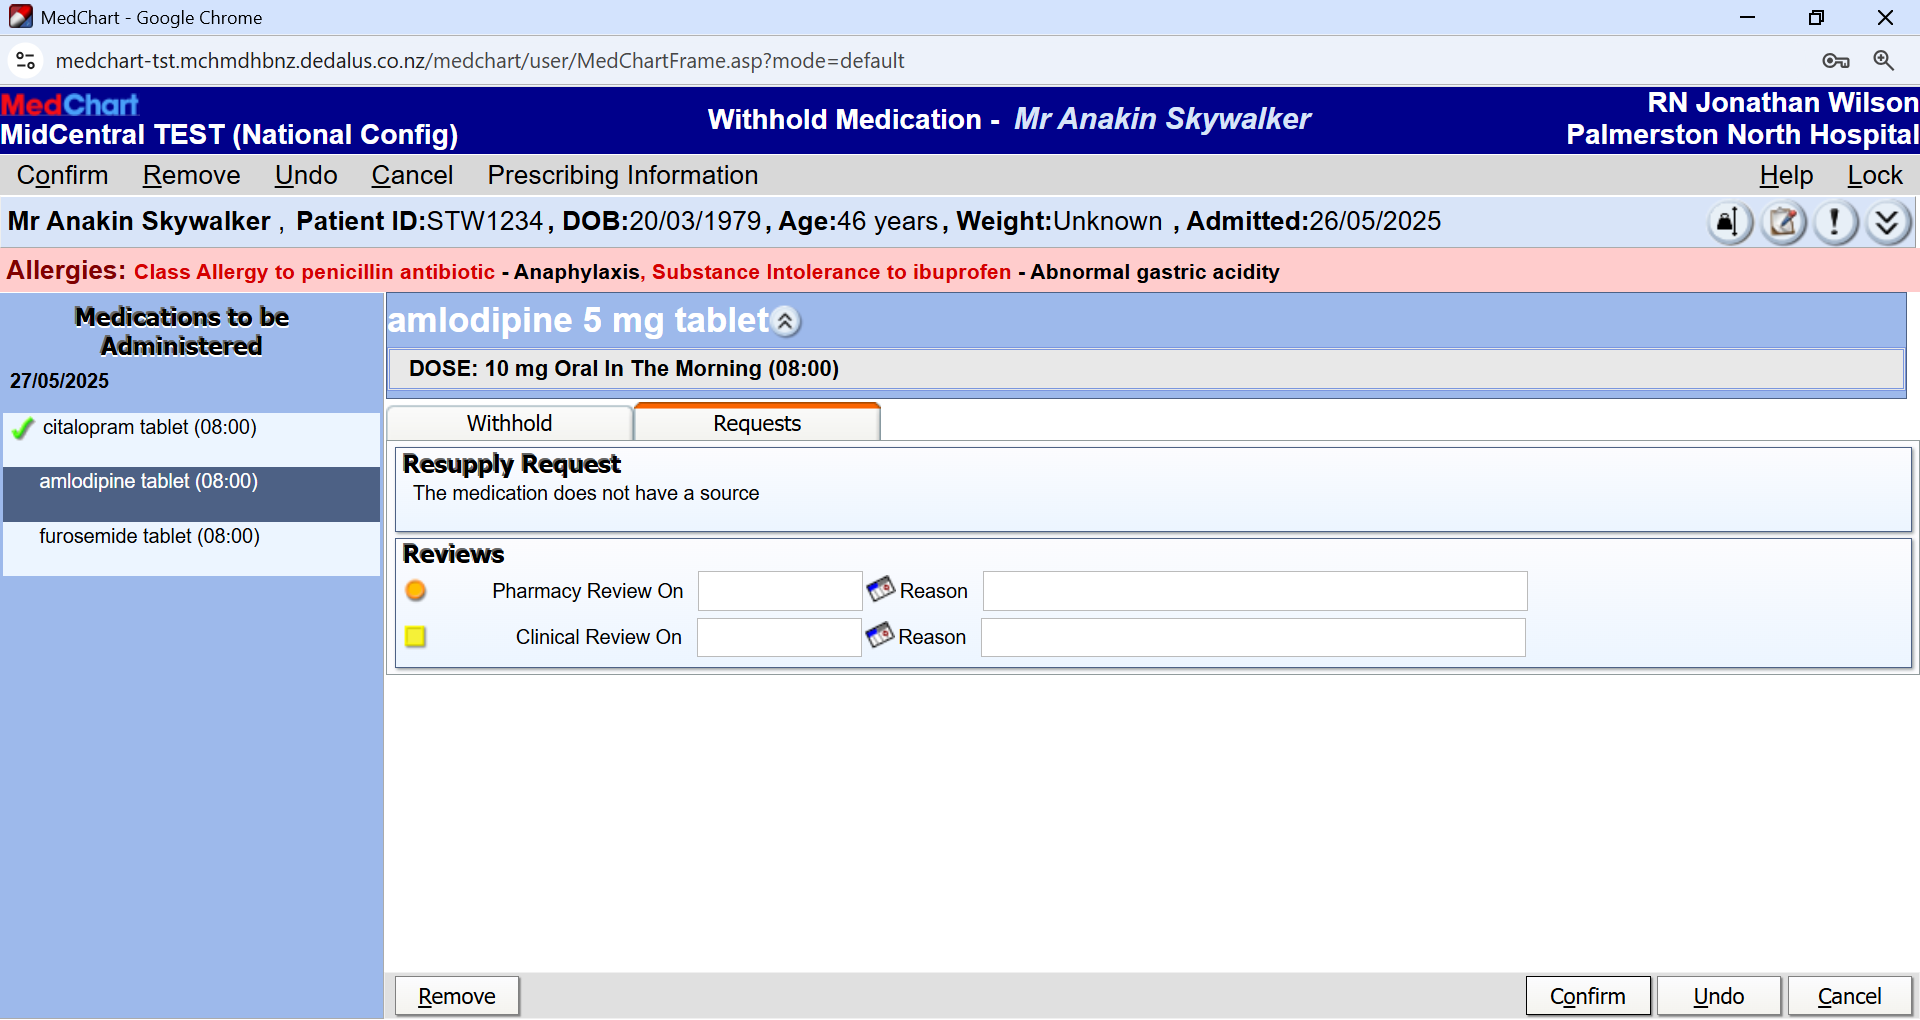 MedChart - Google Chrome
medchart-tst.mchmdhbnz.dedalus.co.nz/medchart/user/MedChartFrame.asp?mode=default
MedChart
MidCentral TEST (National Config)
Withhold Medication - Mr Anakin Skywalker
RN Jonathan Wilson
Palmerston North Hospital
Confirm Remove Undo Cancel Prescribing Information Help Lock
Mr Anakin Skywalker , Patient ID:STW1234, DOB:20/03/1979, Age:46 years, Weight:Unknown , Admitted:26/05/2025
Allergies: Class Allergy to penicillin antibiotic - Anaphylaxis, Substance Intolerance to ibuprofen - Abnormal gastric acidity
Medications to be
Administered
27/05/2025
citalopram tablet (08:00)
amlodipine tablet (08:00)
furosemide tablet (08:00)
amlodipine 5 mg tablet
DOSE: 10 mg Oral In The Morning (08:00)
Withhold Requests
Resupply Request
The medication does not have a source
Reviews
Pharmacy Review On Reason
Clinical Review On Reason
Remove Confirm Undo Cancel